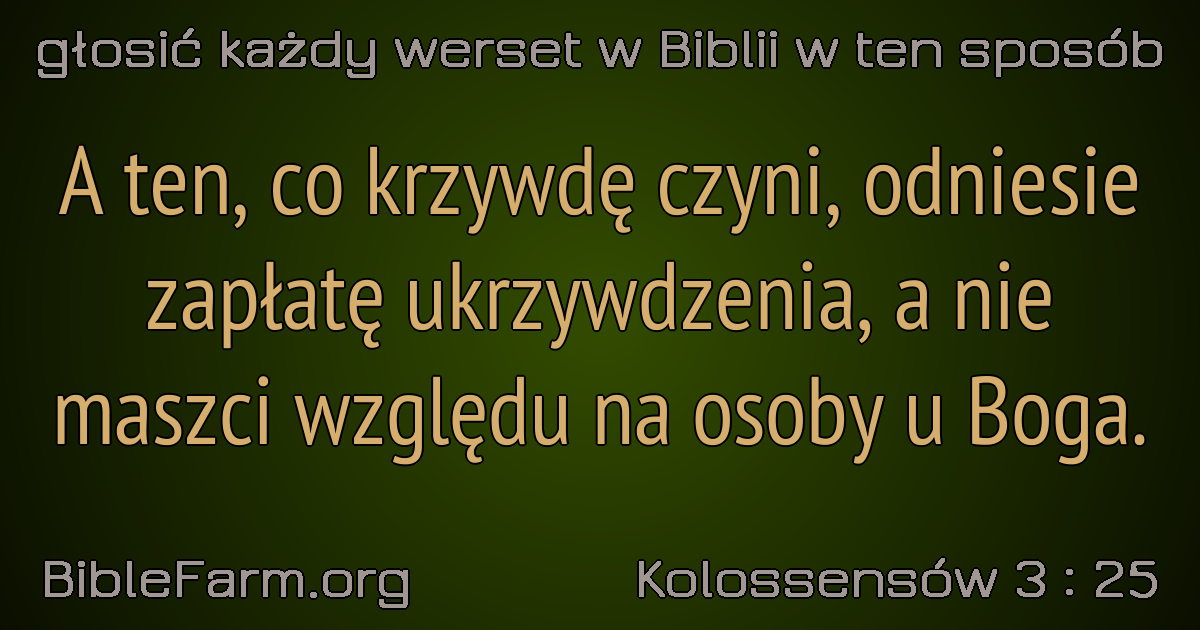 głosić każdy werset w Biblii w ten sposób
A ten, co krzywdę czyni, odniesie
zapłatę ukrzywdzenia, a nie
maszci względu na osoby u Boga.
BibleFarm.org
Kolossensów 3 : 25